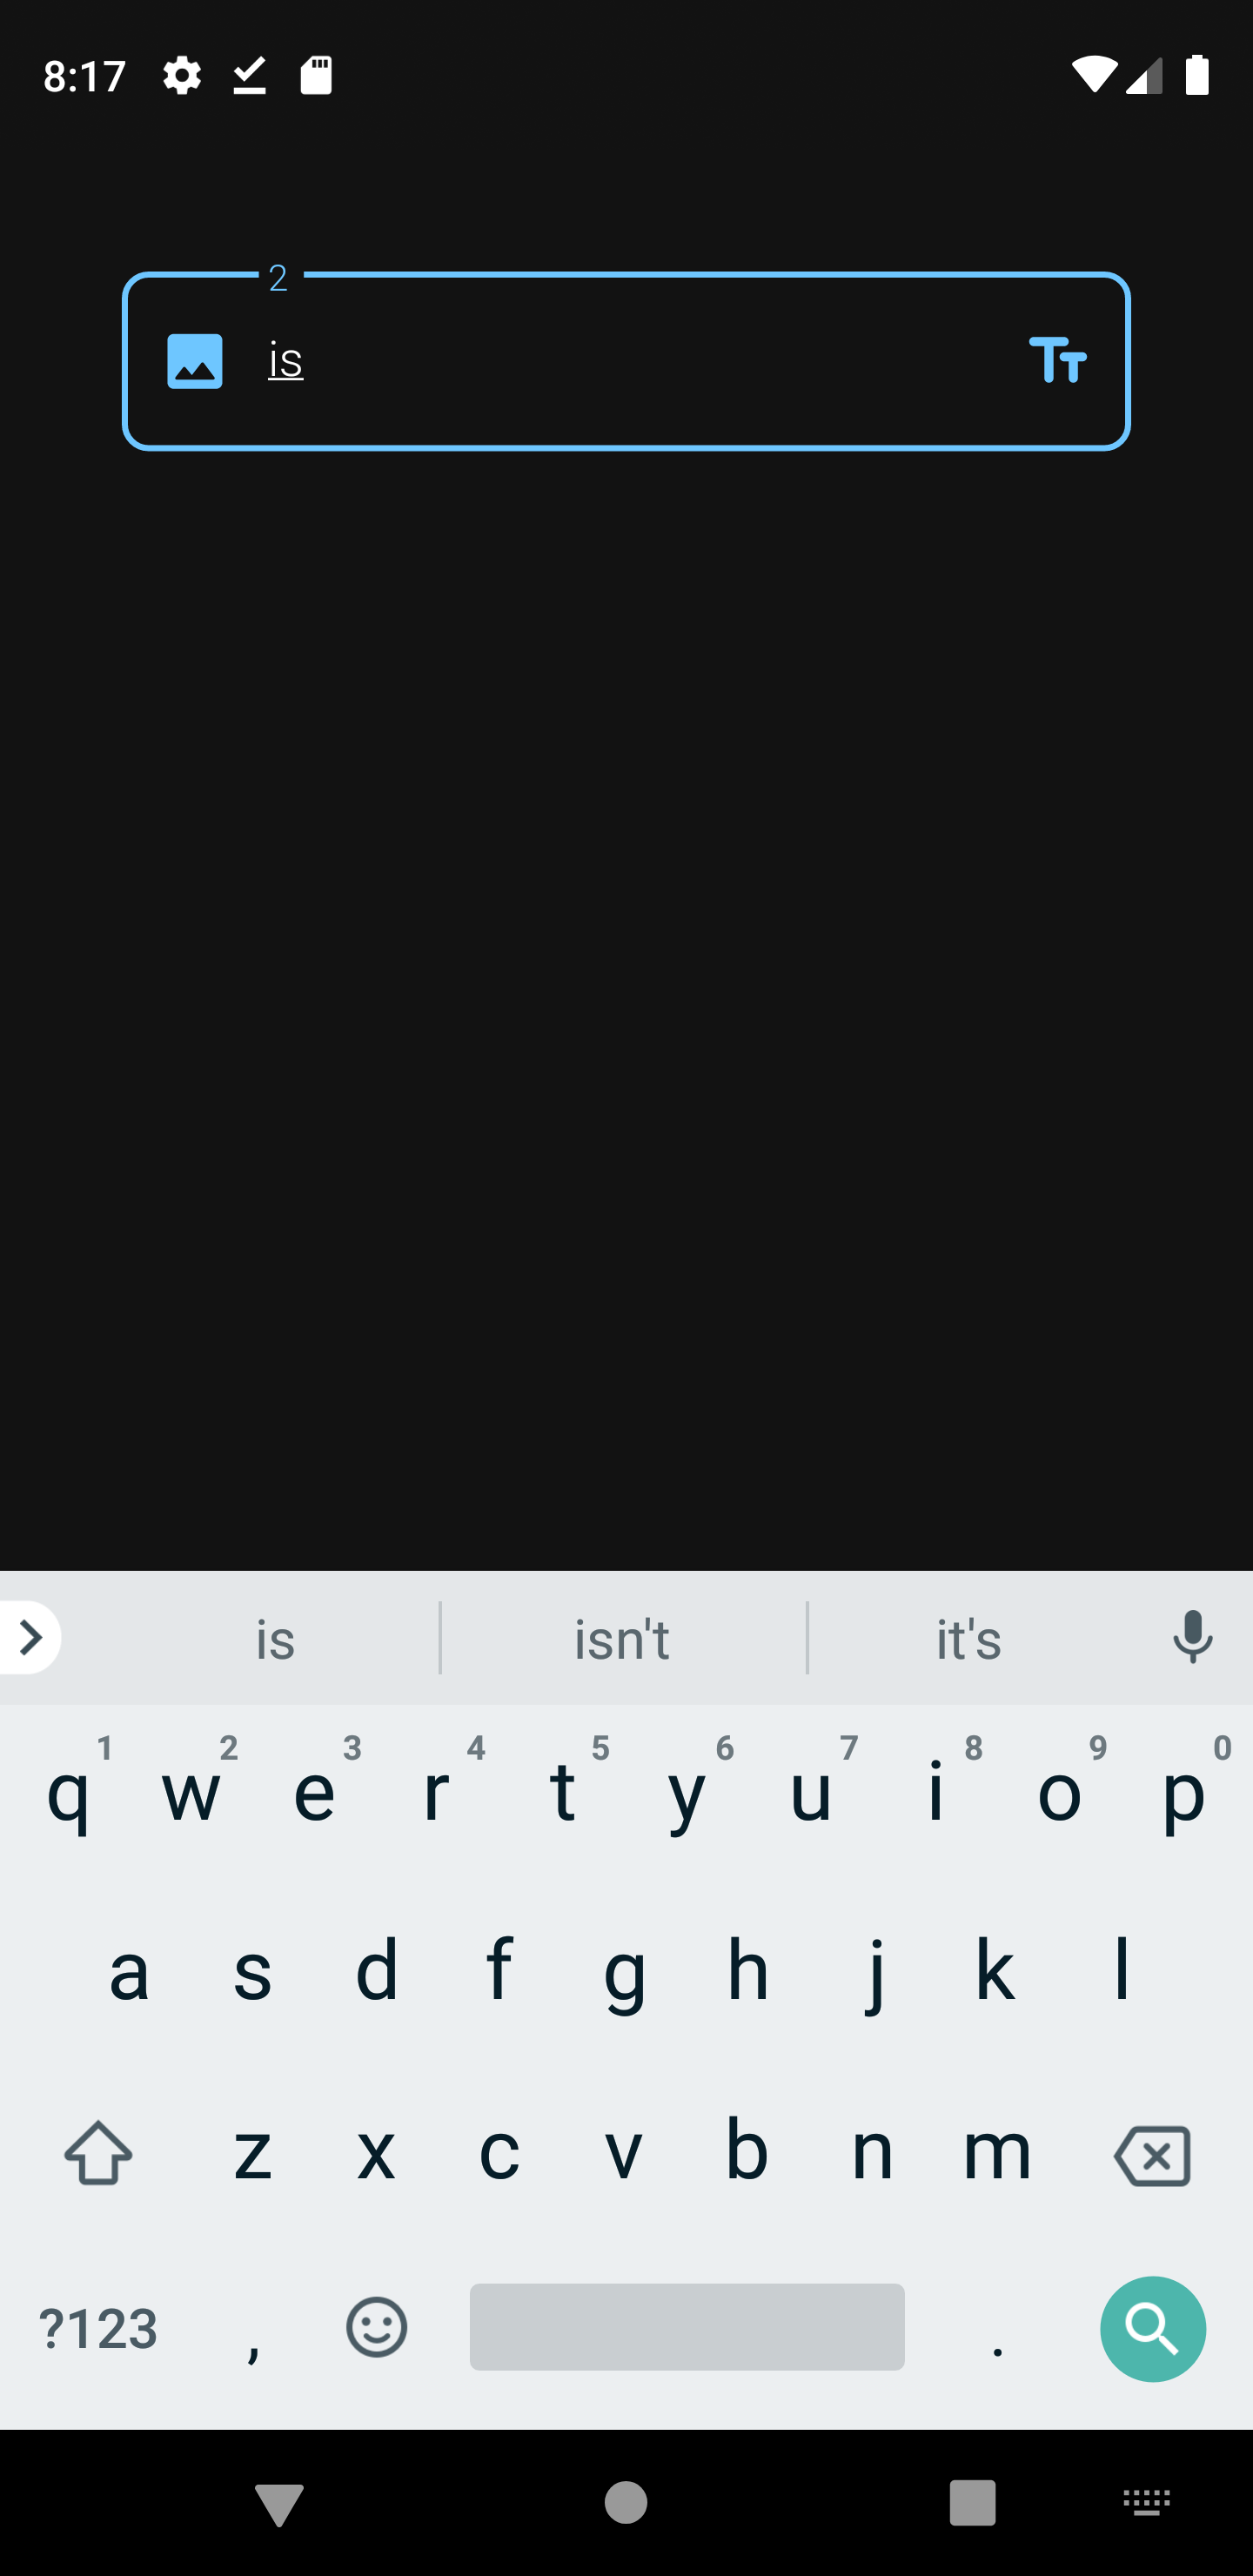 8:17
2
is
is isn't it's
1 2 3 4 5 6 7 8 9 0
q w e r t y u i o p
a s d f g h j k l
z x c v b n m
?123 , .